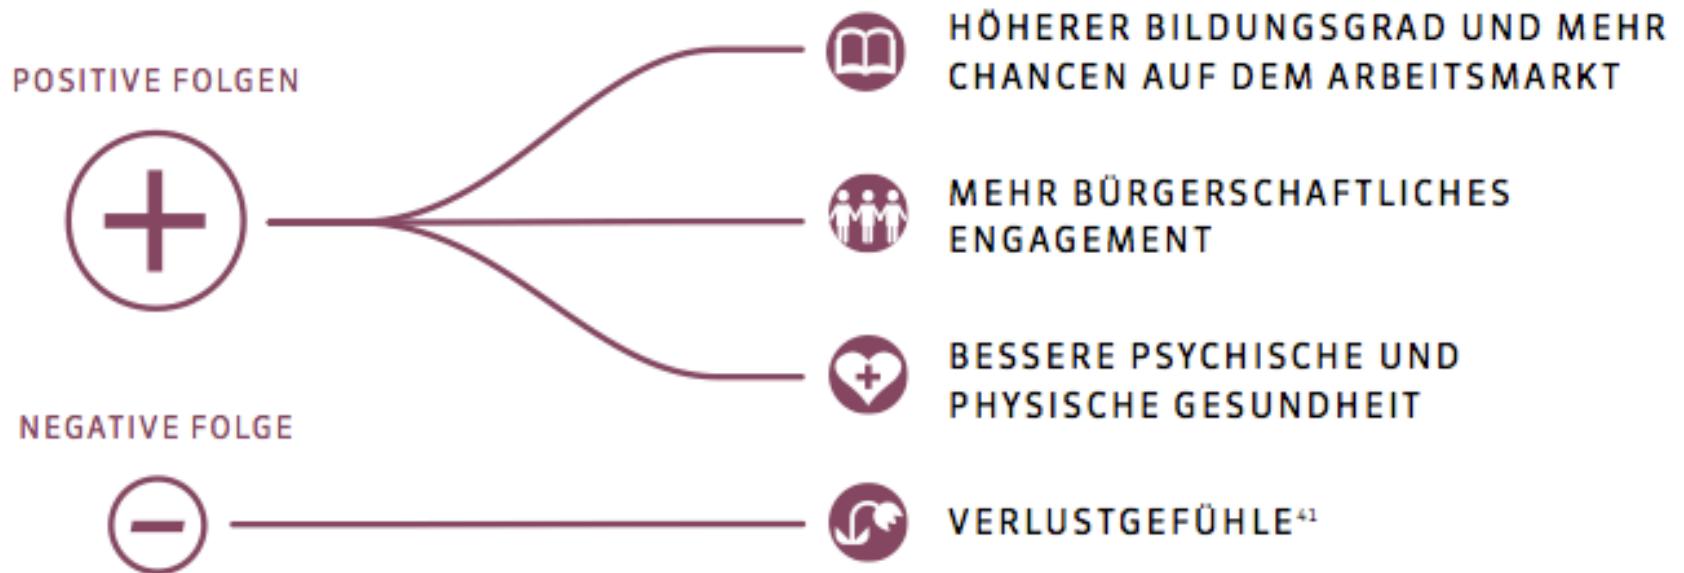 POSITIVE FOLGEN
HÖHERER BILDUNGSGRAD UND MEHR
CHANCEN AUF DEM ARBEITSMARKT
MEHR BÜRGERSCHAFTLICHES
ENGAGEMENT
BESSERE PSYCHISCHE UND
PHYSISCHE GESUNDHEIT
NEGATIVE FOLGE
VERLUSTGEFÜHLE⁴¹